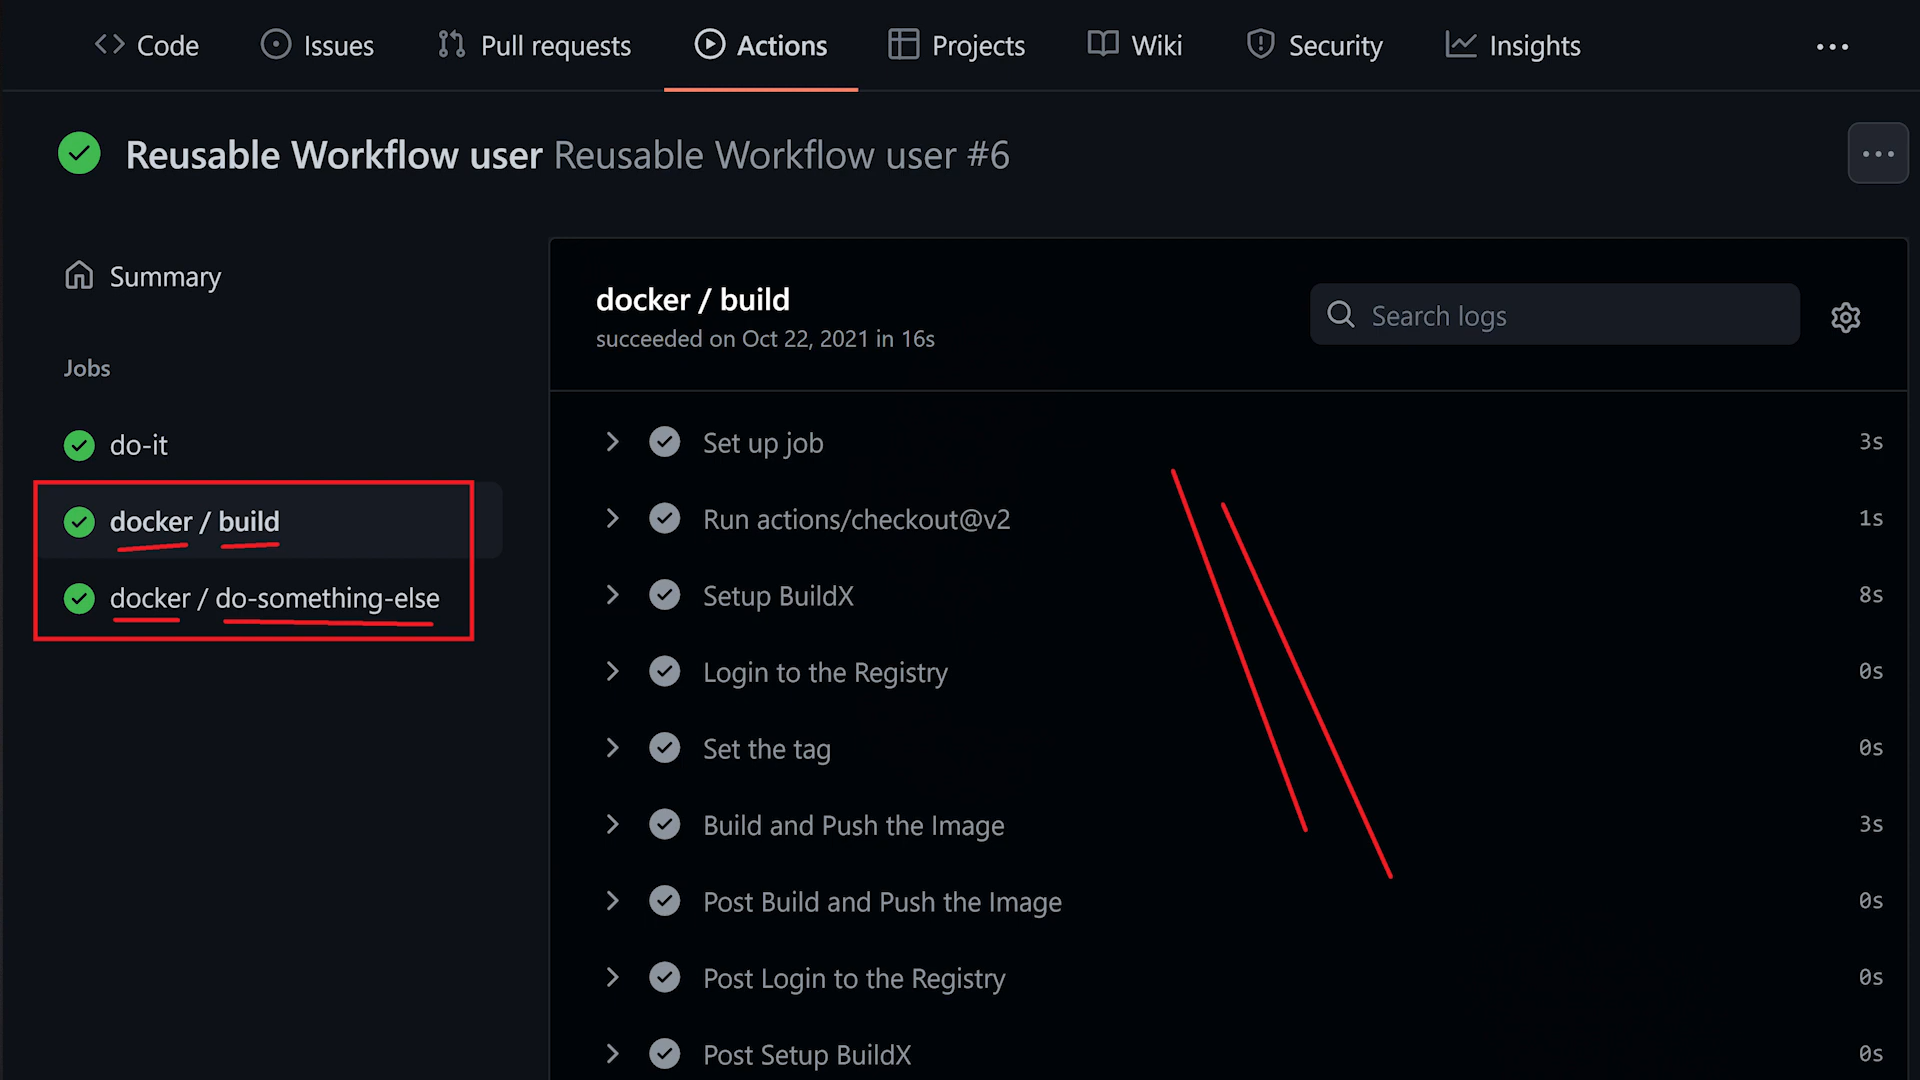 Code Issues Pull requests Actions Projects Wiki Security Insights
Reusable Workflow user Reusable Workflow user #6
Summary
Jobs
do-it
docker / build
docker / do-something-else
docker / build
succeeded on Oct 22, 2021 in 16s
Search logs
Set up job 3s
Run actions/checkout@v2 1s
Setup BuildX 8s
Login to the Registry 0s
Set the tag 0s
Build and Push the Image 3s
Post Build and Push the Image 0s
Post Login to the Registry 0s
Post Setup BuildX 0s